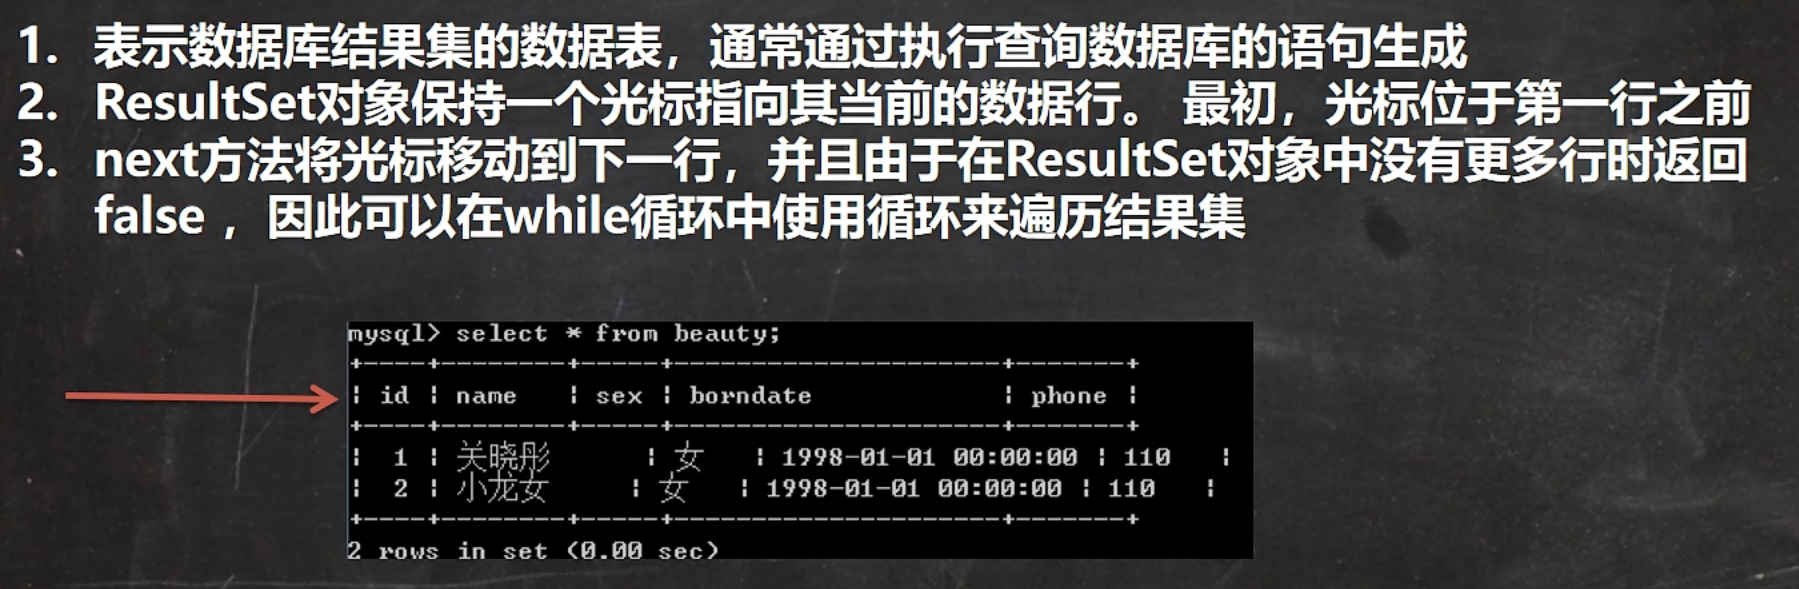 1. 表示数据库结果集的数据表，通常通过执行查询数据库的语句生成
2. ResultSet对象保持一个光标指向其当前的数据行。 最初，光标位于第一行之前
3. next方法将光标移动到下一行，并且由于在ResultSet对象中没有更多行时返回
false ， 因此可以在while循环中使用循环来遍历结果集
mysql> select * from beauty;
+----+--------+-----+---------------------+-------+
| id | name | sex | borndate | phone |
+----+--------+-----+---------------------+-------+
| 1 | 关晓彤 | 女 | 1998-01-01 00:00:00 | 110 |
| 2 | 小龙女 | 女 | 1998-01-01 00:00:00 | 110 |
+----+--------+-----+---------------------+-------+
2 rows in set (0.00 sec)